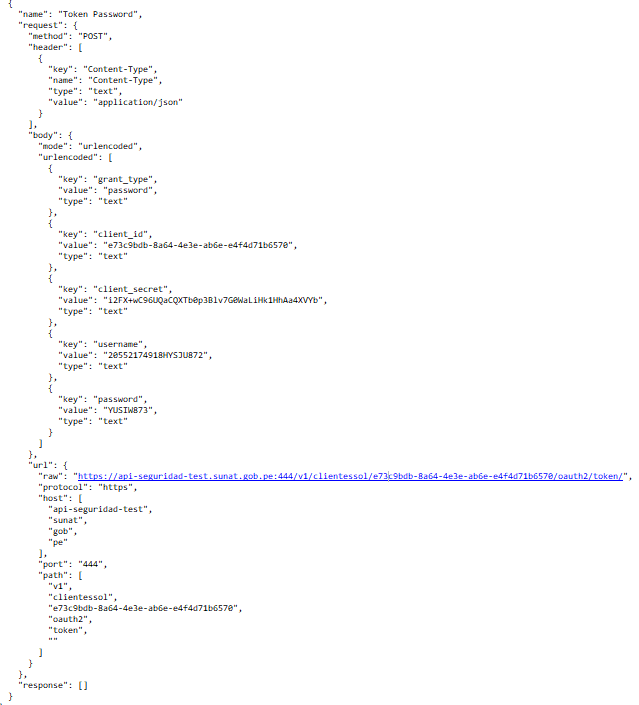 {
"name": "Token Password",
"request": {
"method": "POST",
"header": [
{
"key": "Content-Type",
"name": "Content-Type",
"type": "text",
"value": "application/json"
}
],
"body": {
"mode": "urlencoded",
"urlencoded": [
{
"key": "grant_type",
"value": "password",
"type": "text"
},
{
"key": "client_id",
"value": "e73c9bdb-8a64-4e3e-ab6e-e4f4d71b6570",
"type": "text"
},
{
"key": "client_secret",
"value": "i2FX+wC96UQaCQXTb0p3Blv7G0WaLiHk1HhAa4XVYb",
"type": "text"
},
{
"key": "username",
"value": "20552174918HYSJU872",
"type": "text"
},
{
"key": "password",
"value": "YUSIW873",
"type": "text"
}
]
},
"url": {
"raw": "https://api-seguridad-test.sunat.gob.pe:444/v1/clientessol/e73c9bdb-8a64-4e3e-ab6e-e4f4d71b6570/oauth2/token/",
"protocol": "https",
"host": [
"api-seguridad-test",
"sunat",
"gob",
"pe"
],
"port": "444",
"path": [
"v1",
"clientessol",
"e73c9bdb-8a64-4e3e-ab6e-e4f4d71b6570",
"oauth2",
"token",
""
]
}
},
"response": []
}